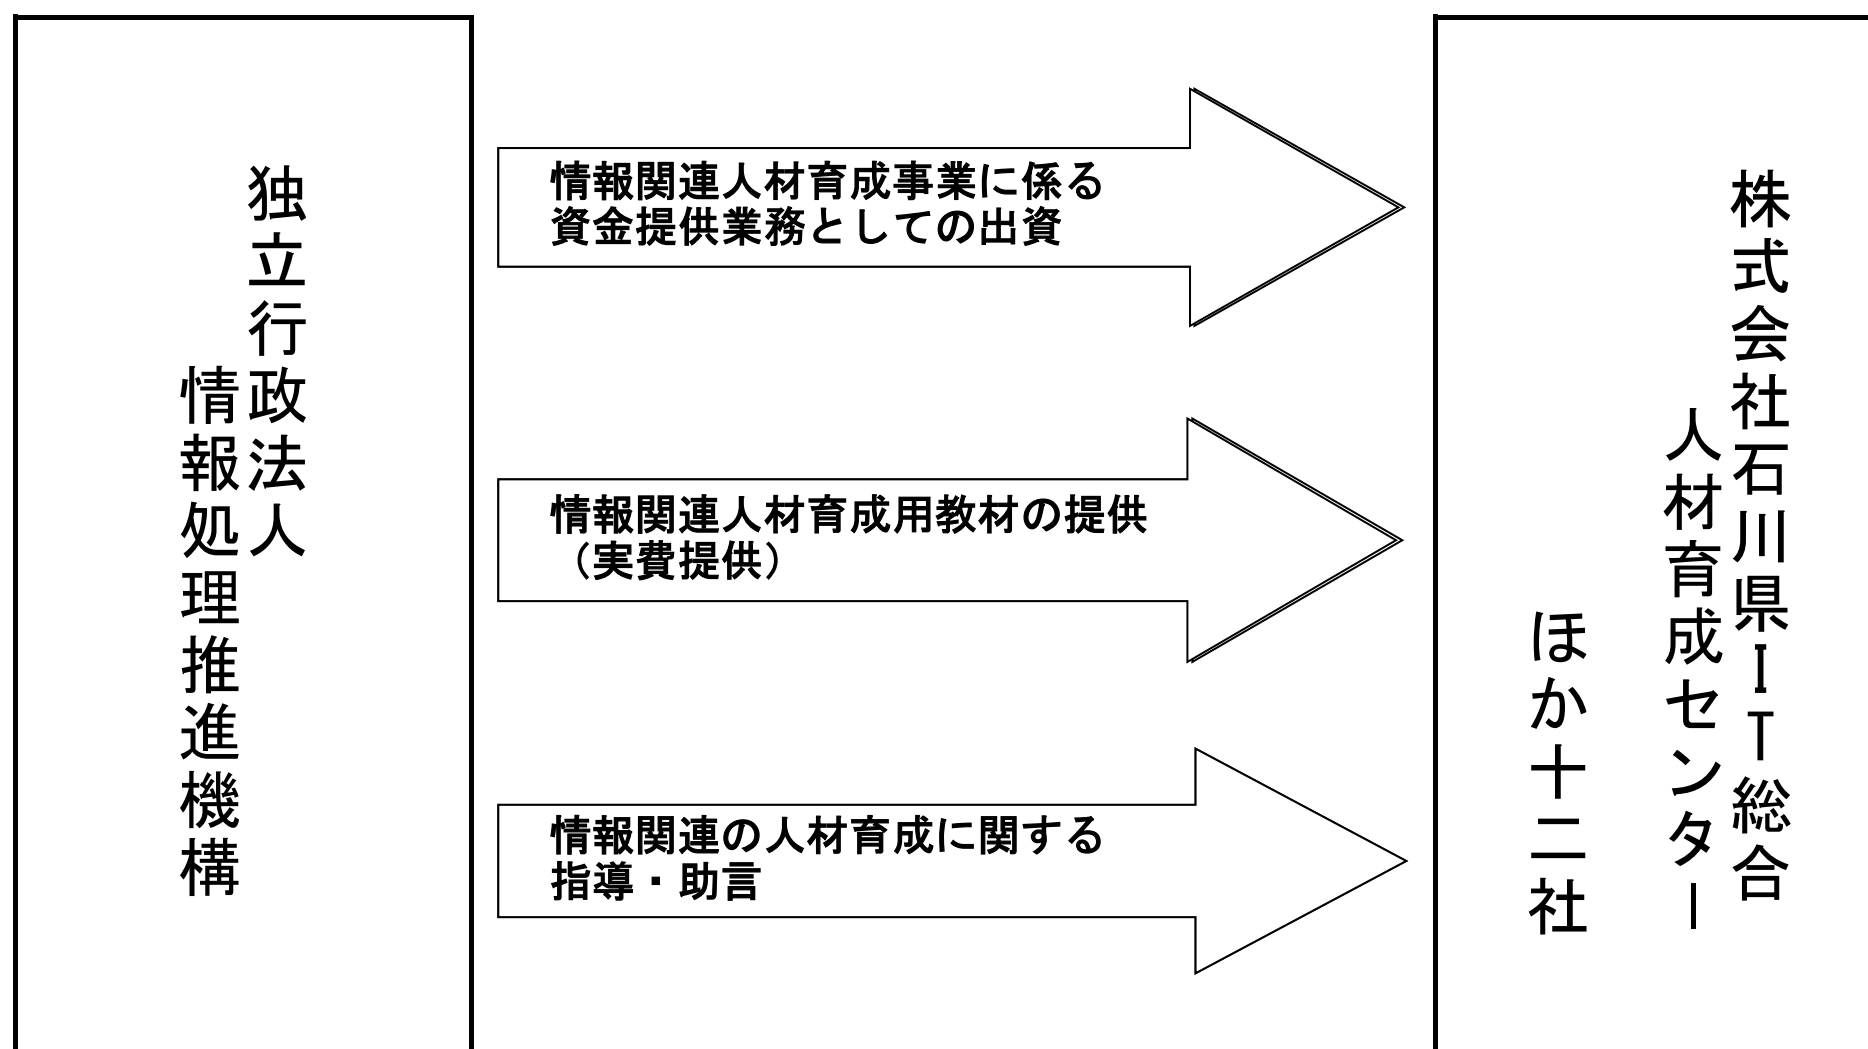 独立行政法人
情報処理推進機構
情報関連人材育成事業に係る
資金提供業務としての出資
情報関連人材育成用教材の提供
（実費提供）
情報関連の人材育成に関する
指導・助言
株式会社石川県ＩＴ総合
人材育成センター
ほか十二社